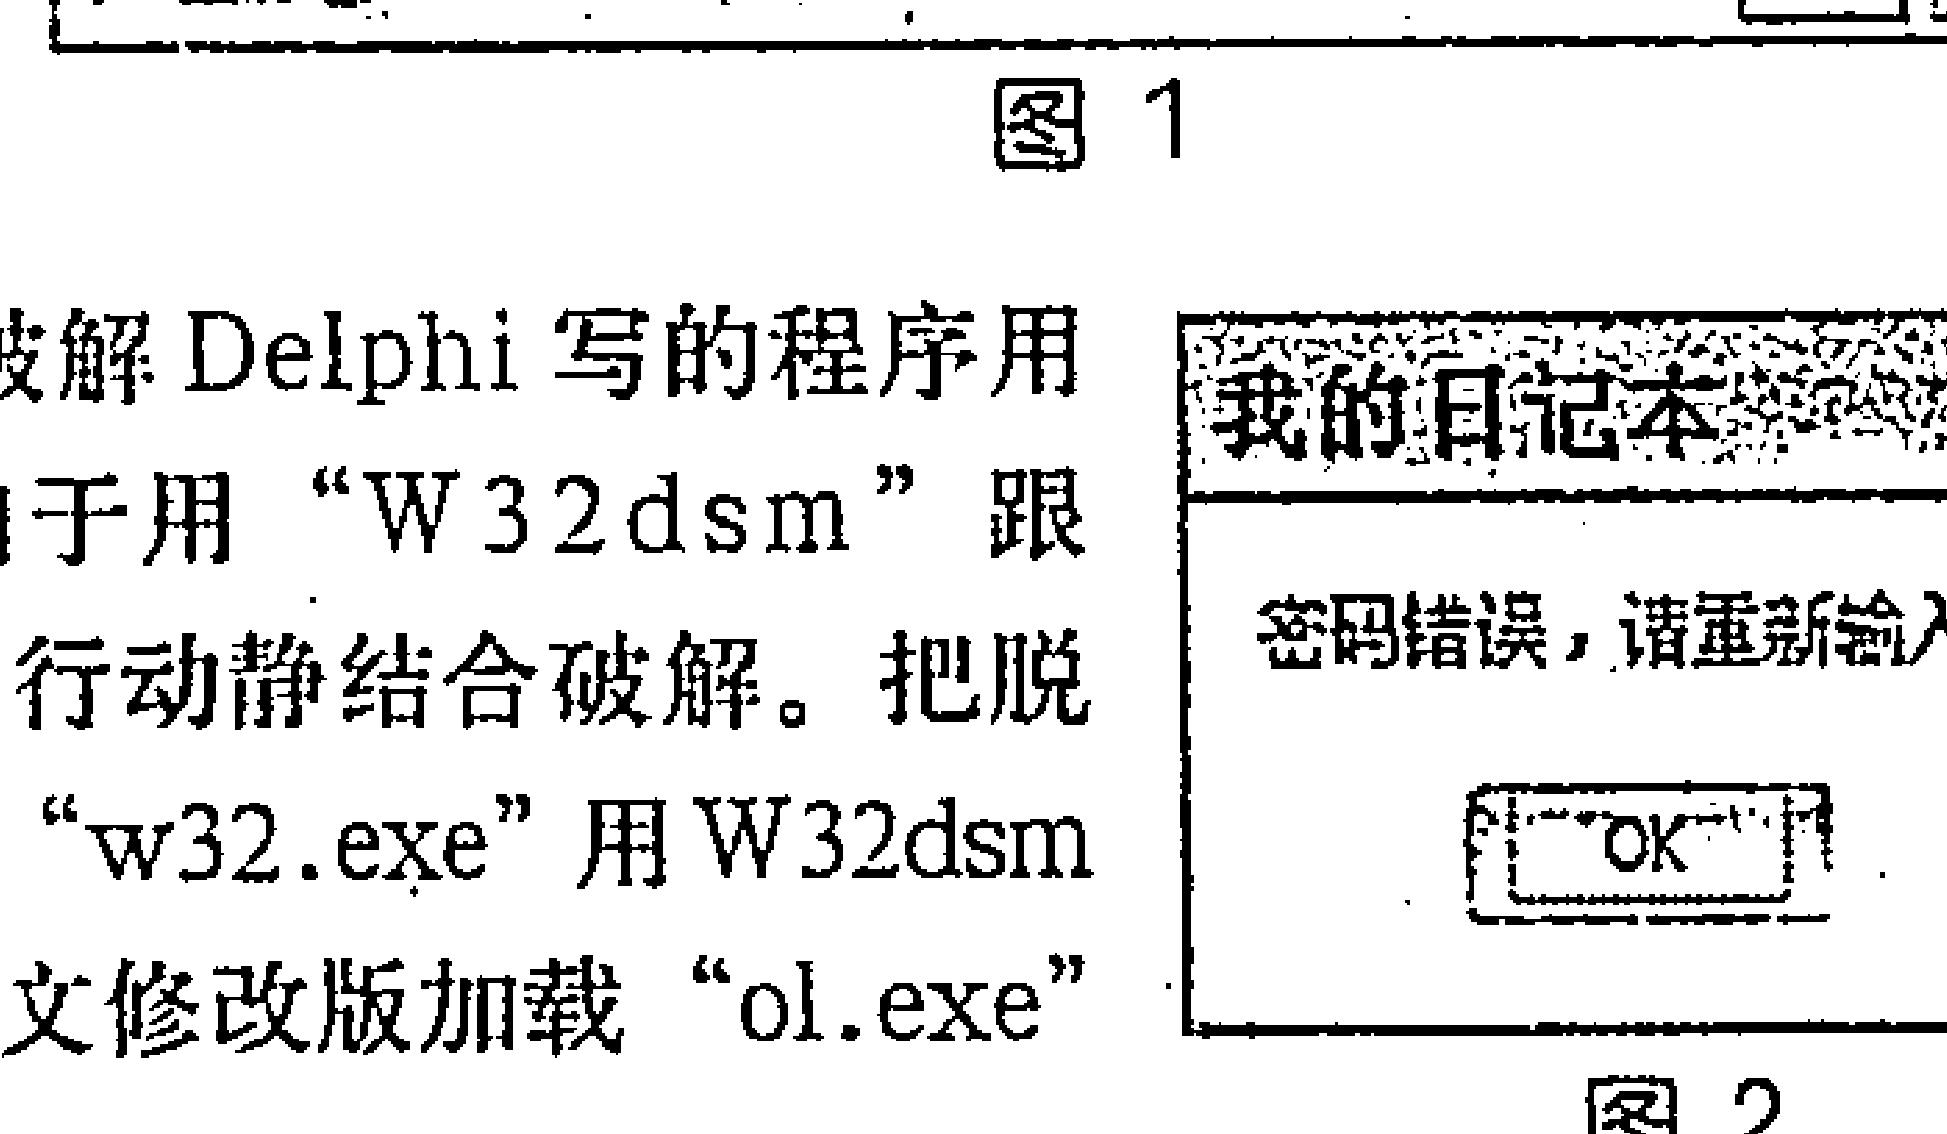 图 1
破解 Delphi 写的程序用
由于用 “W32dsm” 跟
行动静结合破解。把脱
“w32.exe” 用 W32dsm
文修改版加载 “ol.exe”
我的日记本
密码错误，请重新输入
OK
图 2